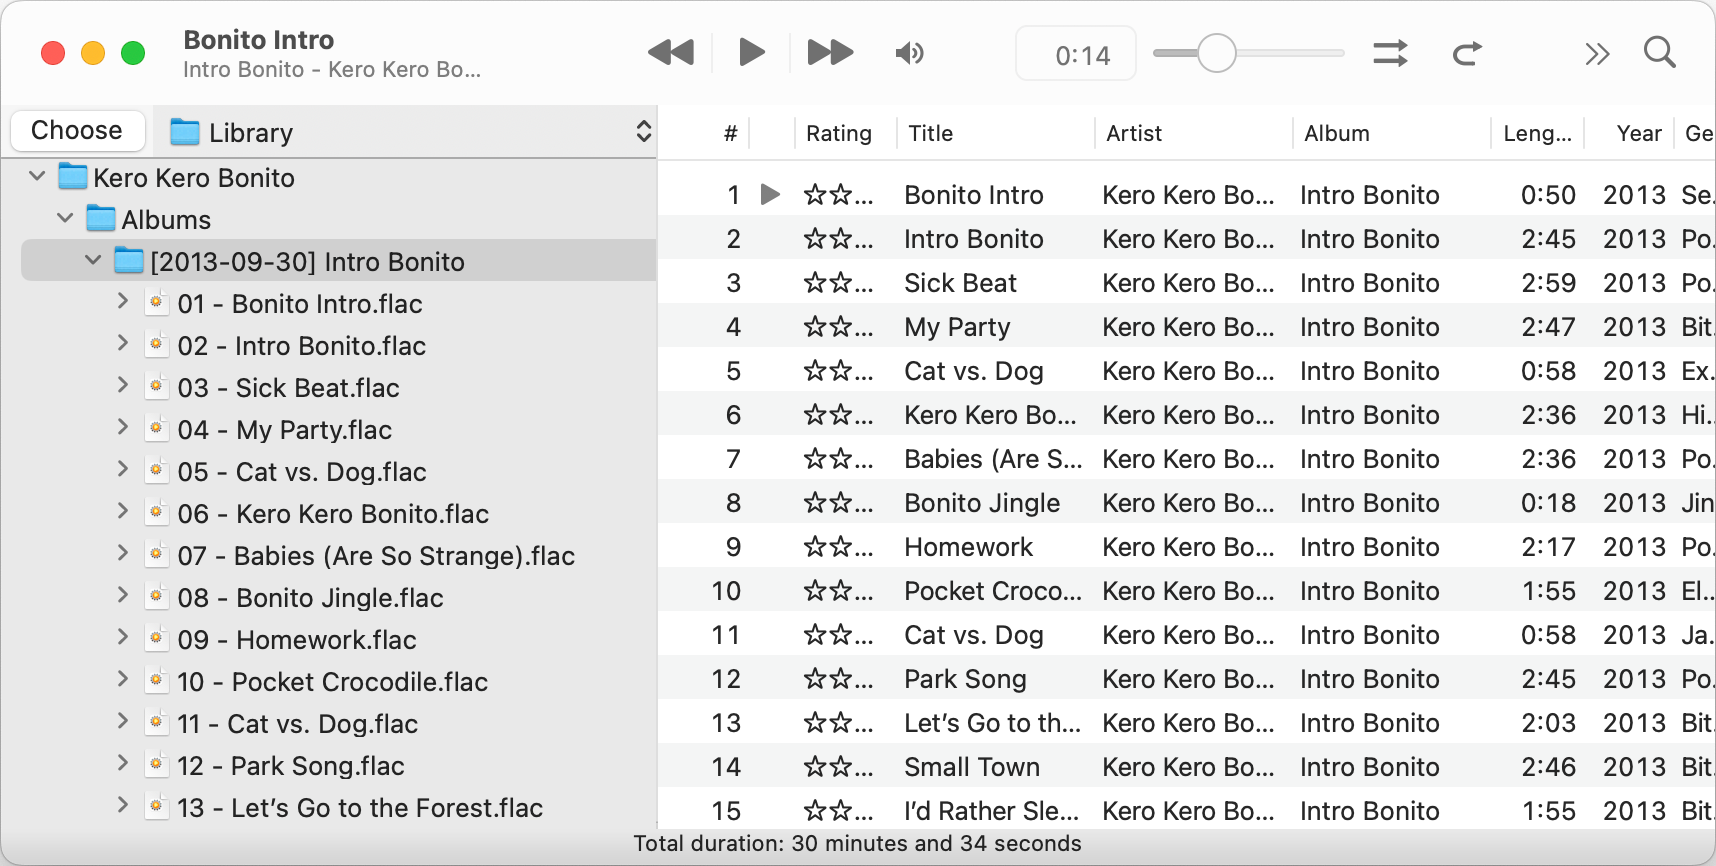 Bonito Intro
Intro Bonito - Kero Kero Bo...
0:14
Choose
Library
Kero Kero Bonito
Albums
[2013-09-30] Intro Bonito
01 - Bonito Intro.flac
02 - Intro Bonito.flac
03 - Sick Beat.flac
04 - My Party.flac
05 - Cat vs. Dog.flac
06 - Kero Kero Bonito.flac
07 - Babies (Are So Strange).flac
08 - Bonito Jingle.flac
09 - Homework.flac
10 - Pocket Crocodile.flac
11 - Cat vs. Dog.flac
12 - Park Song.flac
13 - Let’s Go to the Forest.flac
# Rating Title Artist Album Leng... Year Ge
1 ☆☆... Bonito Intro Kero Kero Bo... Intro Bonito 0:50 2013 Se.
2 ☆☆... Intro Bonito Kero Kero Bo... Intro Bonito 2:45 2013 Po.
3 ☆☆... Sick Beat Kero Kero Bo... Intro Bonito 2:59 2013 Po.
4 ☆☆... My Party Kero Kero Bo... Intro Bonito 2:47 2013 Bit.
5 ☆☆... Cat vs. Dog Kero Kero Bo... Intro Bonito 0:58 2013 Ex.
6 ☆☆... Kero Kero Bo... Kero Kero Bo... Intro Bonito 2:36 2013 Hi..
7 ☆☆... Babies (Are S... Kero Kero Bo... Intro Bonito 2:36 2013 Po.
8 ☆☆... Bonito Jingle Kero Kero Bo... Intro Bonito 0:18 2013 Jin
9 ☆☆... Homework Kero Kero Bo... Intro Bonito 2:17 2013 Po.
10 ☆☆... Pocket Croco... Kero Kero Bo... Intro Bonito 1:55 2013 El..
11 ☆☆... Cat vs. Dog Kero Kero Bo... Intro Bonito 0:58 2013 Ja.
12 ☆☆... Park Song Kero Kero Bo... Intro Bonito 2:45 2013 Po.
13 ☆☆... Let’s Go to th... Kero Kero Bo... Intro Bonito 2:03 2013 Bit.
14 ☆☆... Small Town Kero Kero Bo... Intro Bonito 2:46 2013 Bit.
15 ☆☆... I’d Rather Sle... Kero Kero Bo... Intro Bonito 1:55 2013 Bit.
Total duration: 30 minutes and 34 seconds